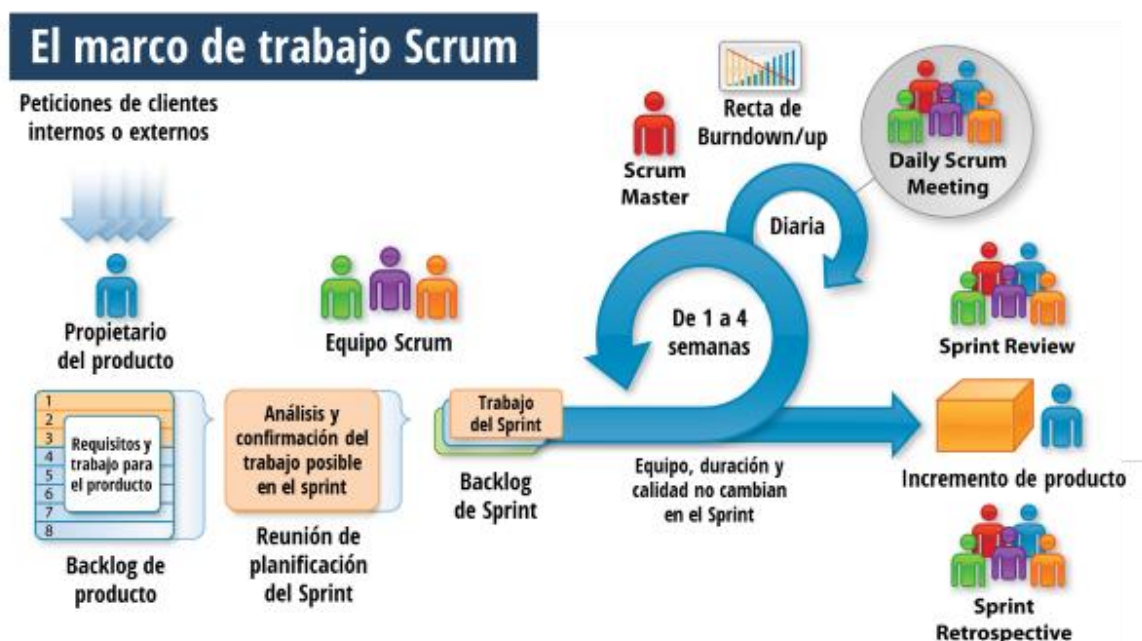 El marco de trabajo Scrum
Peticiones de clientes
internos o externos
Propietario
del producto
1
2
3
4
5
6
7
8
Requisitos y
trabajo para
el prorducto
Backlog de
producto
Equipo Scrum
Análisis y
confirmación del
trabajo posible
en el sprint
Reunión de
planificación
del Sprint
Trabajo
del Sprint
Backlog
de Sprint
Scrum
Master
Recta de
Burndown/up
Daily Scrum
Meeting
Diaria
De 1 a 4
semanas
Equipo, duración y
calidad no cambian
en el Sprint
Sprint Review
Incremento de producto
Sprint
Retrospective